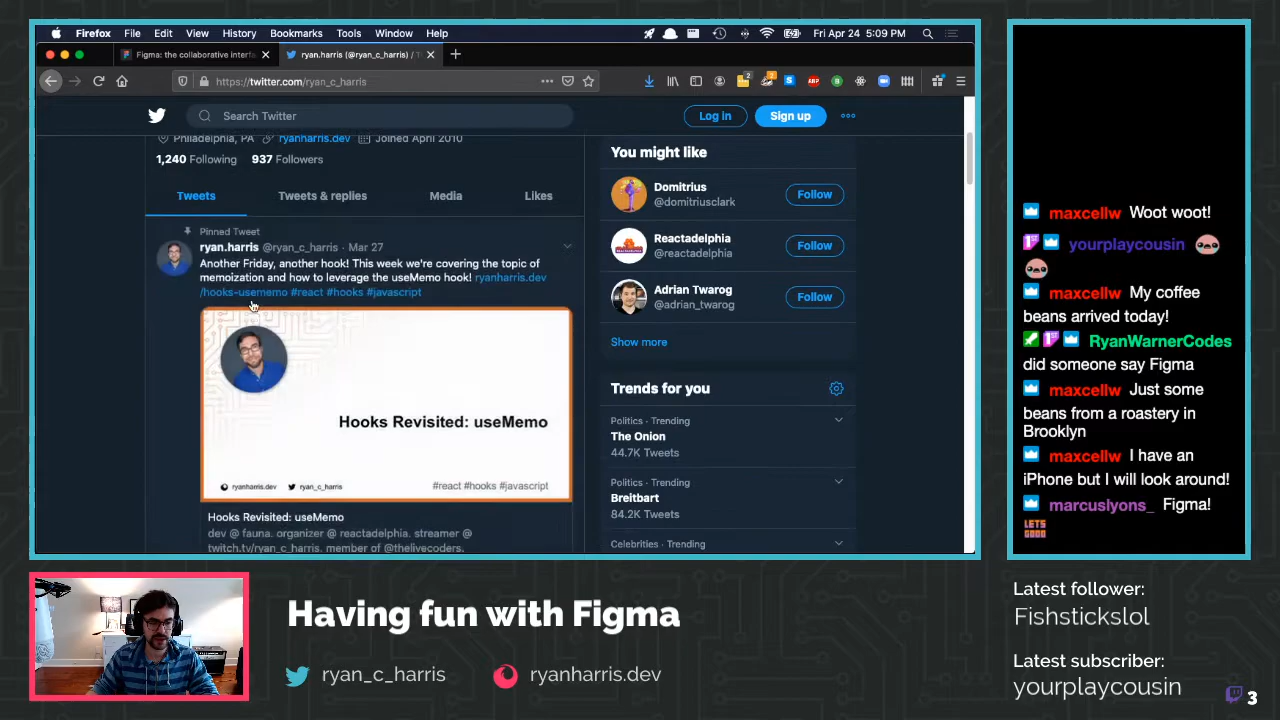 Firefox File Edit View History Bookmarks Tools Window Help
Fri Apr 24 5:09 PM
Figma: the collaborative interfa
ryan.harris (@ryan_c_harris) / T
https://twitter.com/ryan_c_harris
Search Twitter
Log in
Sign up
Philadelphia, PA ryanharris.dev Joined April 2010
1,240 Following 937 Followers
Tweets Tweets & replies Media Likes
Pinned Tweet
ryan.harris @ryan_c_harris · Mar 27
Another Friday, another hook! This week we're covering the topic of
memoization and how to leverage the useMemo hook! ryanharris.dev
/hooks-usememo #react #hooks #javascript
Hooks Revisited: useMemo
ryanharris.dev ryan_c_harris #react #hooks #javascript
Hooks Revisited: useMemo
dev @ fauna. organizer @ reactadelphia. streamer @
twitch.tv/ryan_c_harris. member of @thelivecoders.
You might like
Domitrius
@domitriusclark
Follow
Reactadelphia
@reactadelphia
Follow
Adrian Twarog
@adrian_twarog
Follow
Show more
Trends for you
Politics · Trending
The Onion
44.7K Tweets
Politics · Trending
Breitbart
84.2K Tweets
Celebrities · Trending
maxcellw Woot woot!
yourplaycousin
maxcellw My coffee
beans arrived today!
RyanWarnerCodes
did someone say Figma
maxcellw Just some
beans from a roastery in
Brooklyn
maxcellw I have an
iPhone but I will look around!
marcuslyons_ Figma!
LETS
GOOO
Having fun with Figma
ryan_c_harris ryanharris.dev
Latest follower:
Fishstickslol
Latest subscriber:
yourplaycousin
3